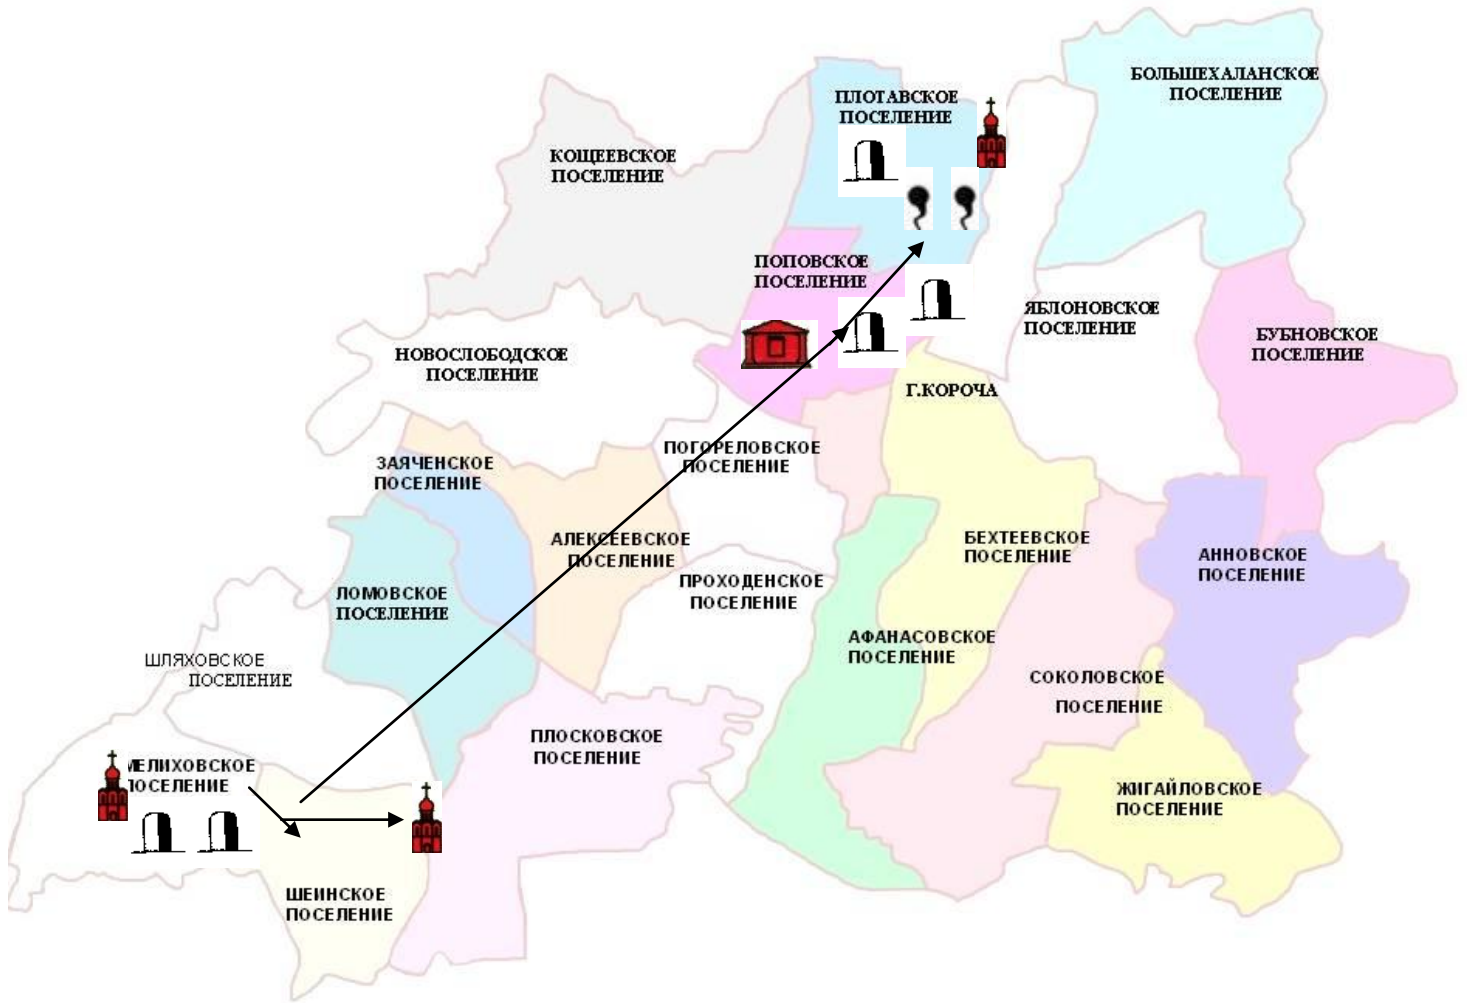 БОЛЬШЕХАЛАНСКОЕ
ПОСЕЛЕНИЕ
ПЛОТАВСКОЕ
ПОСЕЛЕНИЕ
КОЩЕЕВСКОЕ
ПОСЕЛЕНИЕ
ПОПОВСКОЕ
ПОСЕЛЕНИЕ
ЯБЛОНОВСКОЕ
ПОСЕЛЕНИЕ
БУБНОВСКОЕ
ПОСЕЛЕНИЕ
НОВОСЛОБОДСКОЕ
ПОСЕЛЕНИЕ
Г.КОРОЧА
ПОГОРЕЛОВСКОЕ
ПОСЕЛЕНИЕ
ЗАЯЧЕНСКОЕ
ПОСЕЛЕНИЕ
АЛЕКСЕЕВСКОЕ
ПОСЕЛЕНИЕ
БЕХТЕЕВСКОЕ
ПОСЕЛЕНИЕ
АННОВСКОЕ
ПОСЕЛЕНИЕ
ПРОХОДЕНСКОЕ
ПОСЕЛЕНИЕ
ЛОМОВСКОЕ
ПОСЕЛЕНИЕ
АФАНАСОВСКОЕ
ПОСЕЛЕНИЕ
ШЛЯХОВСКОЕ
ПОСЕЛЕНИЕ
СОКОЛОВСКОЕ
ПОСЕЛЕНИЕ
ПЛОСКОВСКОЕ
ПОСЕЛЕНИЕ
МЕЛИХОВСКОЕ
ПОСЕЛЕНИЕ
ЖИГАЙЛОВСКОЕ
ПОСЕЛЕНИЕ
ШЕИНСКОЕ
ПОСЕЛЕНИЕ